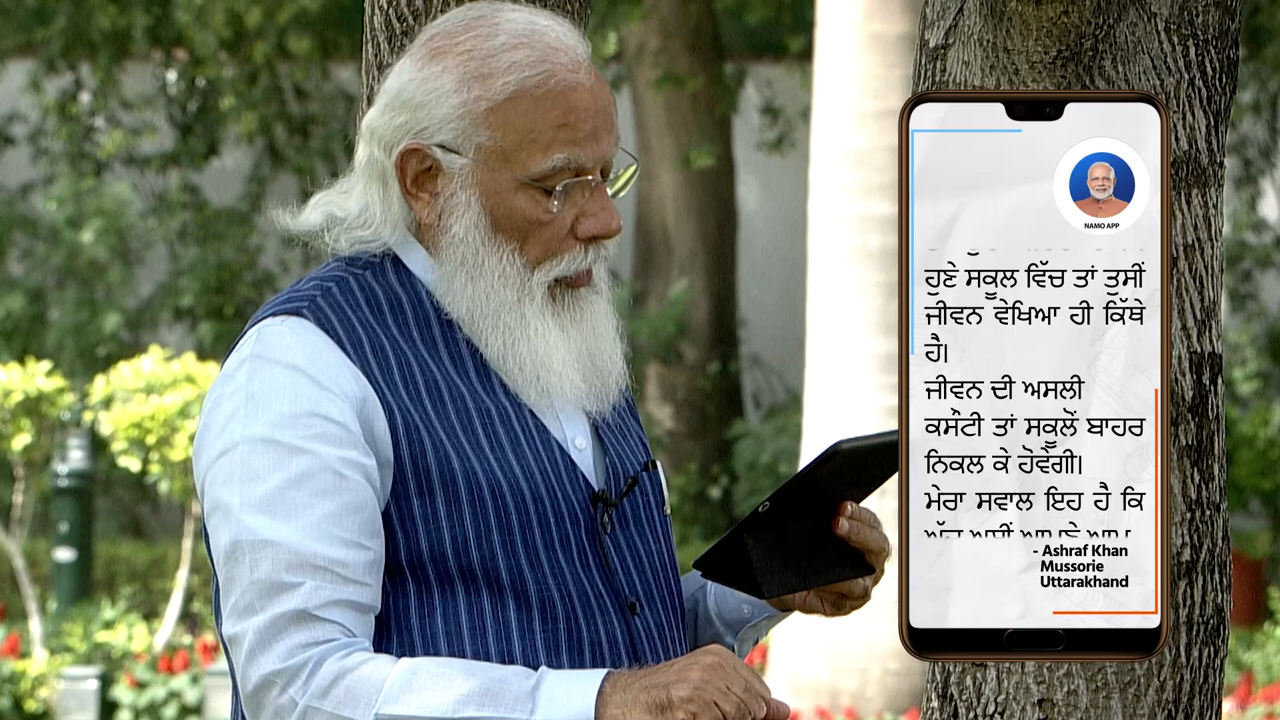 NAMO APP
ਹੁਣੇ ਸਕੂਲ ਵਿੱਚ ਤਾਂ ਤੁਸੀਂ
ਜੀਵਨ ਵੇਖਿਆ ਹੀ ਕਿੱਥੇ
ਹੈ।
ਜੀਵਨ ਦੀ ਅਸਲੀ
ਕਸੌਟੀ ਤਾਂ ਸਕੂਲੋਂ ਬਾਹਰ
ਨਿਕਲ ਕੇ ਹੋਵੇਗੀ।
ਮੇਰਾ ਸਵਾਲ ਇਹ ਹੈ ਕਿ
- Ashraf Khan
Mussorie
Uttarakhand